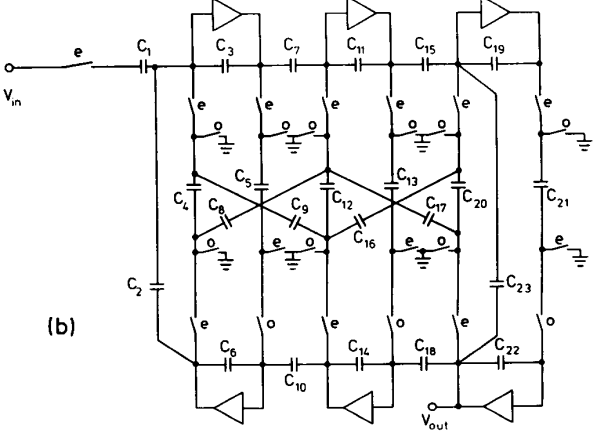 C1 C3 C7 C11 C15 C19
e
Vin
e e e e e e
o o o o o o
C4 C8 C5 C9 C12 C16 C13 C17 C20 C21
o e o e o e
C2 C23
(b)
e o e o e o
C6 C10 C14 C18 C22
Vout